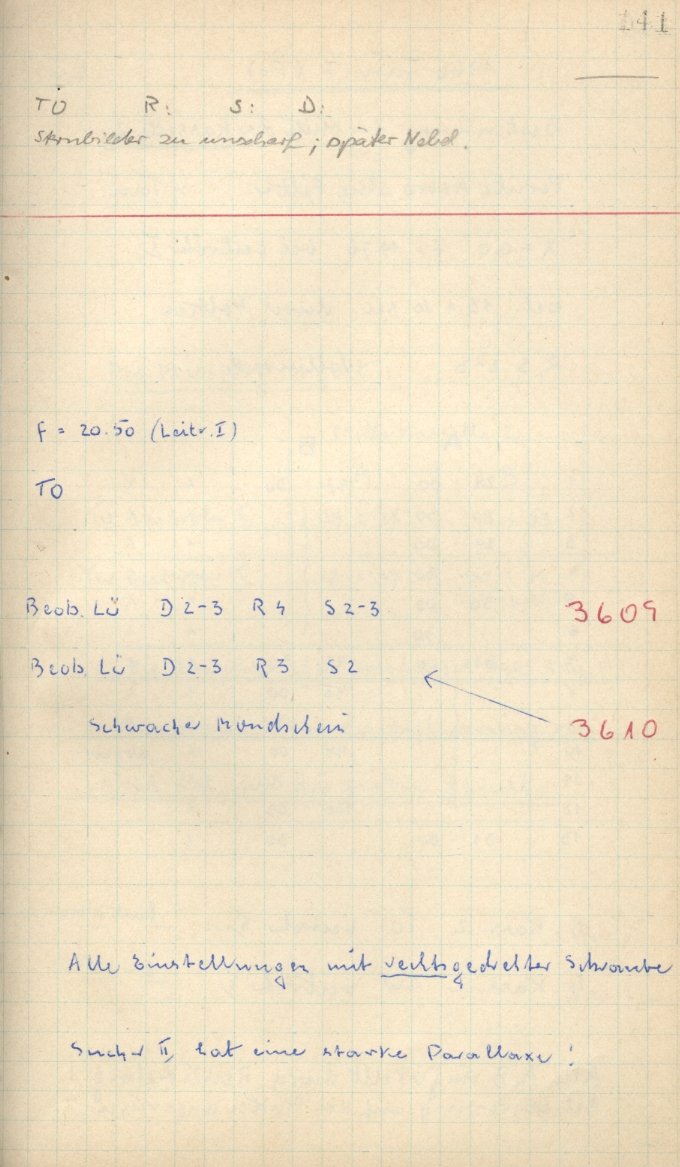 141
TO R: S: D:
Sternbilder zu unscharf; später Nebel.
f = 20.50 (Leitr. I)
TO
Beob. Lü D 2-3 R 4 S 2-3 3609
Beob. Lü D 2-3 R 3 S 2
Schwacher Mondschein 3610
Alle Einstellungen mit rechtsgedrehter Schraube
Sucher II, hat eine starke Parallaxe!